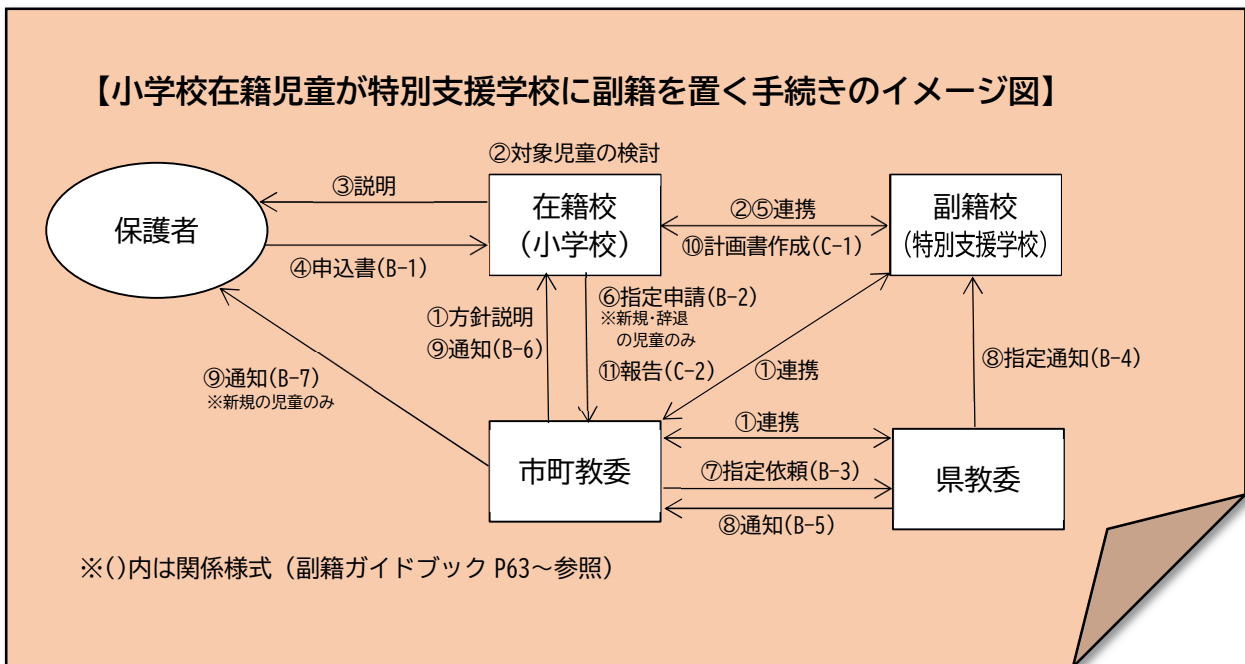 【小学校在籍児童が特別支援学校に副籍を置く手続きのイメージ図】
②対象児童の検討
保護者
③説明
④申込書(B-1)
在籍校
(小学校)
②⑤連携
⑩計画書作成(C-1)
副籍校
(特別支援学校)
①方針説明
⑨通知(B-6)
⑥指定申請(B-2)
※新規･辞退
の児童のみ
⑪報告(C-2)
①連携
⑧指定通知(B-4)
⑨通知(B-7)
※新規の児童のみ
市町教委
①連携
⑦指定依頼(B-3)
⑧通知(B-5)
県教委
※()内は関係様式（副籍ガイドブック P63～参照）